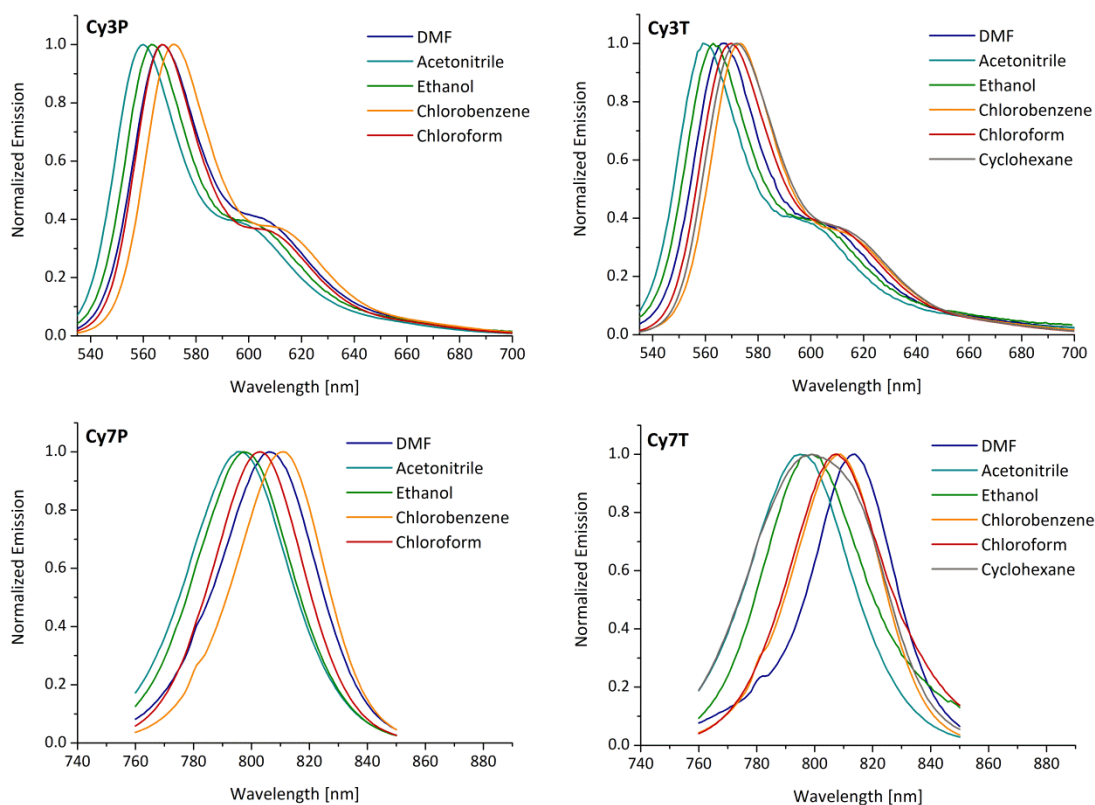 Cy3P
DMF
Acetonitrile
Ethanol
Chlorobenzene
Chloroform
Normalized Emission
1.0
0.8
0.6
0.4
0.2
0.0
540 560 580 600 620 640 660 680 700
Wavelength [nm]
Cy3T
DMF
Acetonitrile
Ethanol
Chlorobenzene
Chloroform
Cyclohexane
Normalized Emission
1.0
0.8
0.6
0.4
0.2
0.0
540 560 580 600 620 640 660 680 700
Wavelength [nm]
Cy7P
DMF
Acetonitrile
Ethanol
Chlorobenzene
Chloroform
Normalized Emission
1.0
0.8
0.6
0.4
0.2
0.0
740 760 780 800 820 840 860 880
Wavelength [nm]
Cy7T
DMF
Acetonitrile
Ethanol
Chlorobenzene
Chloroform
Cyclohexane
Normalized Emission
1.0
0.8
0.6
0.4
0.2
0.0
740 760 780 800 820 840 860 880
Wavelength [nm]